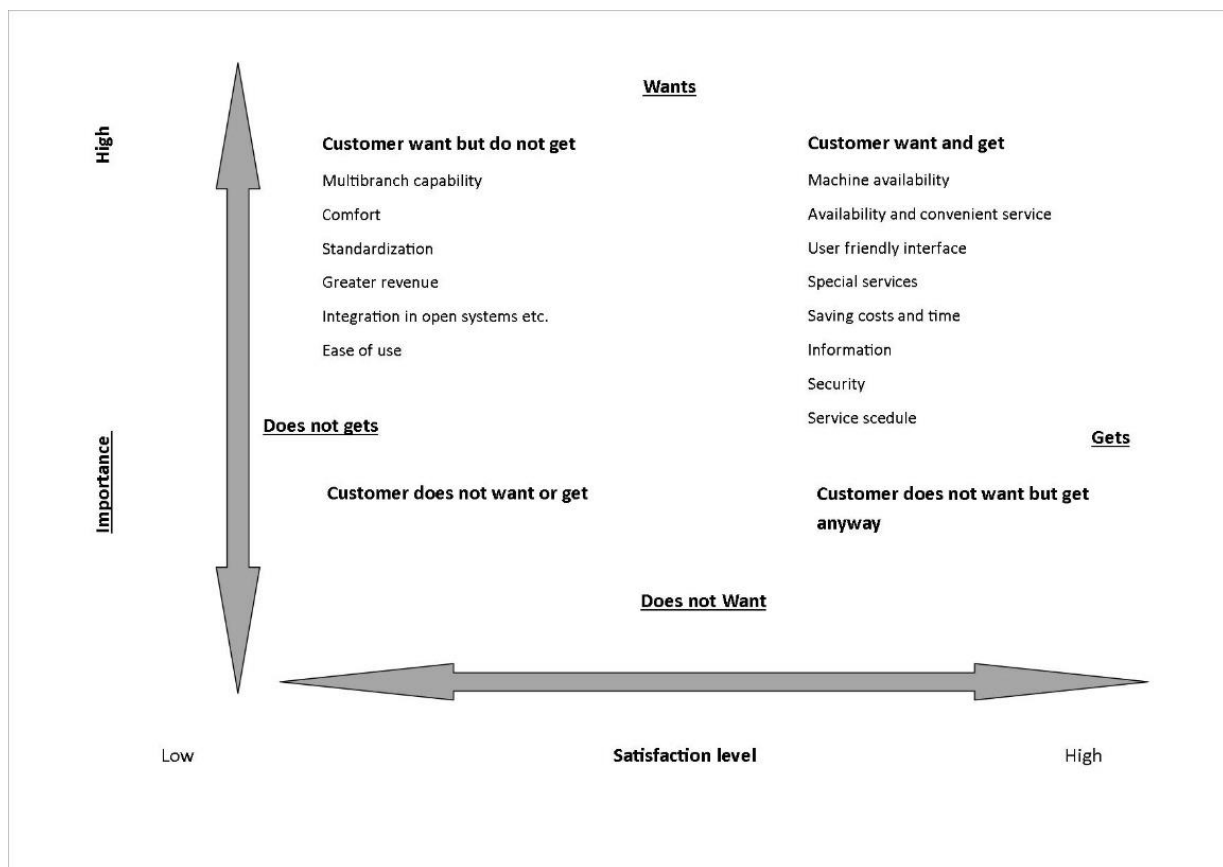 Wants
High
Customer want but do not get
Multibranch capability
Comfort
Standardization
Greater revenue
Integration in open systems etc.
Ease of use
Customer want and get
Machine availability
Availability and convenient service
User friendly interface
Special services
Saving costs and time
Information
Security
Service scedule
Does not gets
Gets
Importance
Customer does not want or get
Customer does not want but get
anyway
Does not Want
Low
Satisfaction level
High